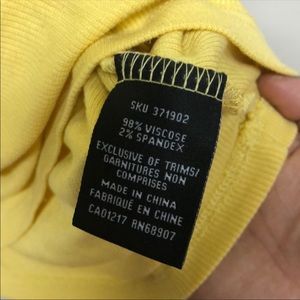 SKU 371902
98% VISCOSE
2% SPANDEX
EXCLUSIVE OF TRIMS/
GARNITURES NON
COMPRISES
MADE IN CHINA
FABRIQUÉ EN CHINE
CA01217 RN68907